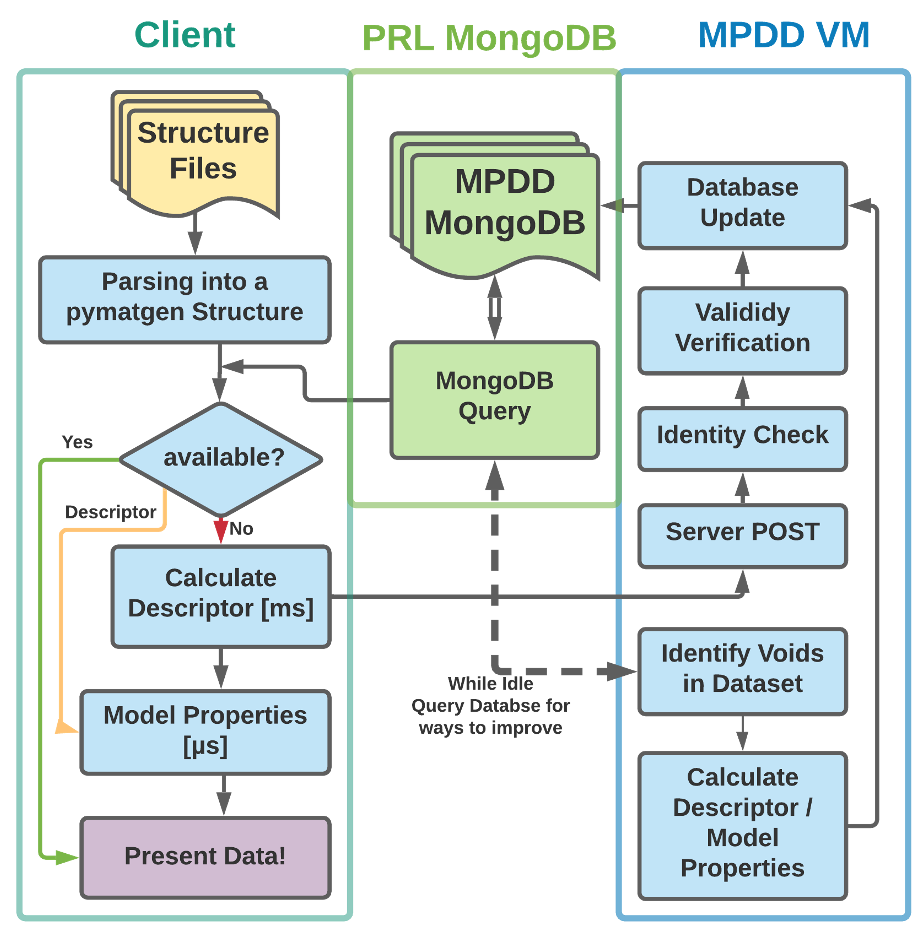 Client
PRL MongoDB
MPDD VM
Structure
Files
Parsing into a
pymatgen Structure
available?
Yes
Descriptor
No
Calculate
Descriptor [ms]
Model Properties
[µs]
Present Data!
MPDD
MongoDB
MongoDB
Query
While Idle
Query Databse for
ways to improve
Database
Update
Valididy
Verification
Identity Check
Server POST
Identify Voids
in Dataset
Calculate
Descriptor /
Model
Properties